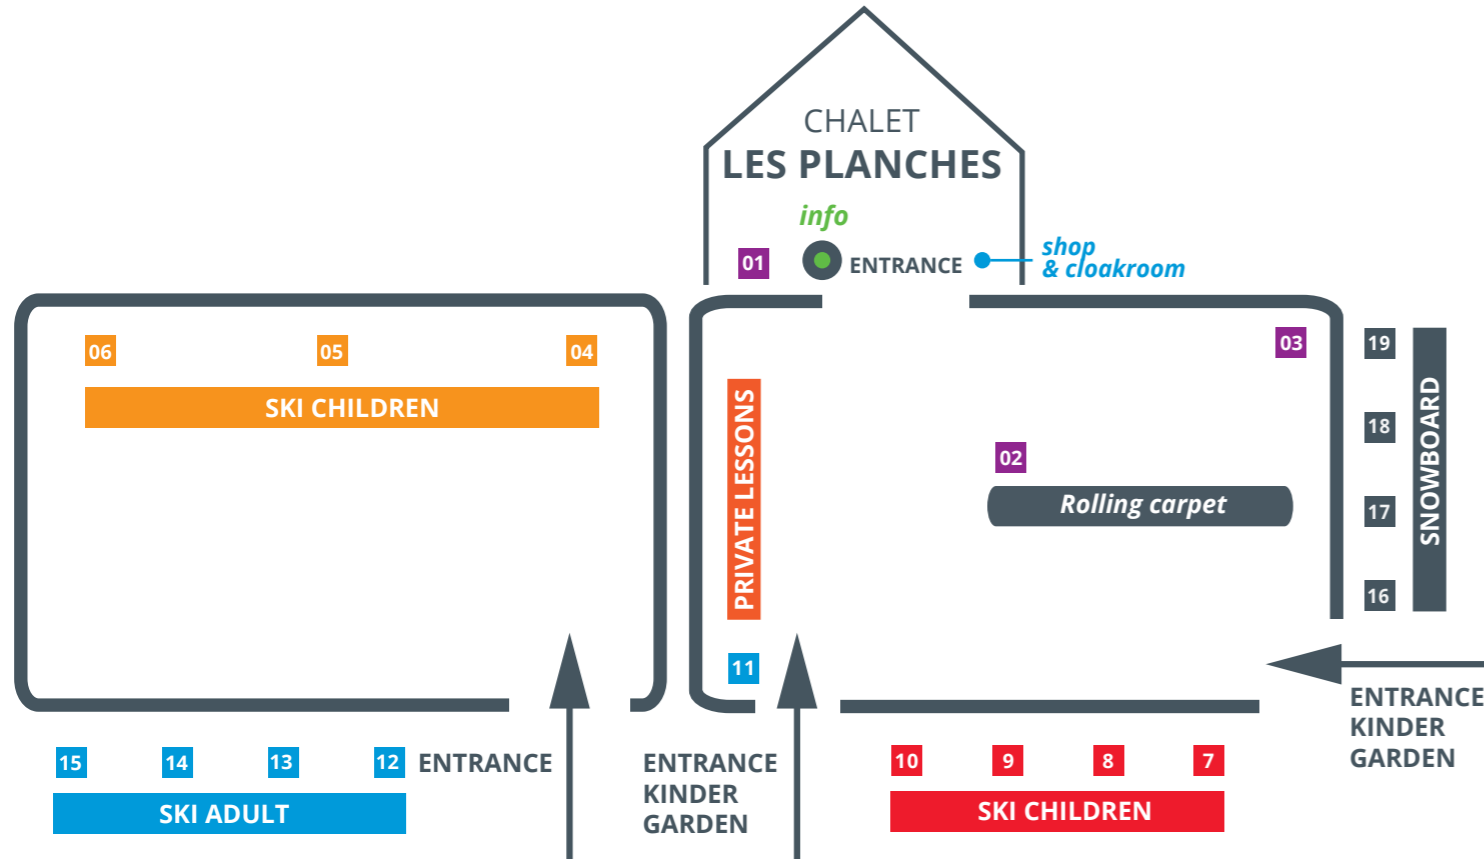 CHALET
LES PLANCHES
info
01
ENTRANCE
shop
& cloakroom
06
05
04
SKI CHILDREN
PRIVATE LESSONS
11
03
02
Rolling carpet
19
18
17
16
SNOWBOARD
15
14
13
12
ENTRANCE
SKI ADULT
ENTRANCE
KINDER
GARDEN
10
9
8
7
SKI CHILDREN
ENTRANCE
KINDER
GARDEN